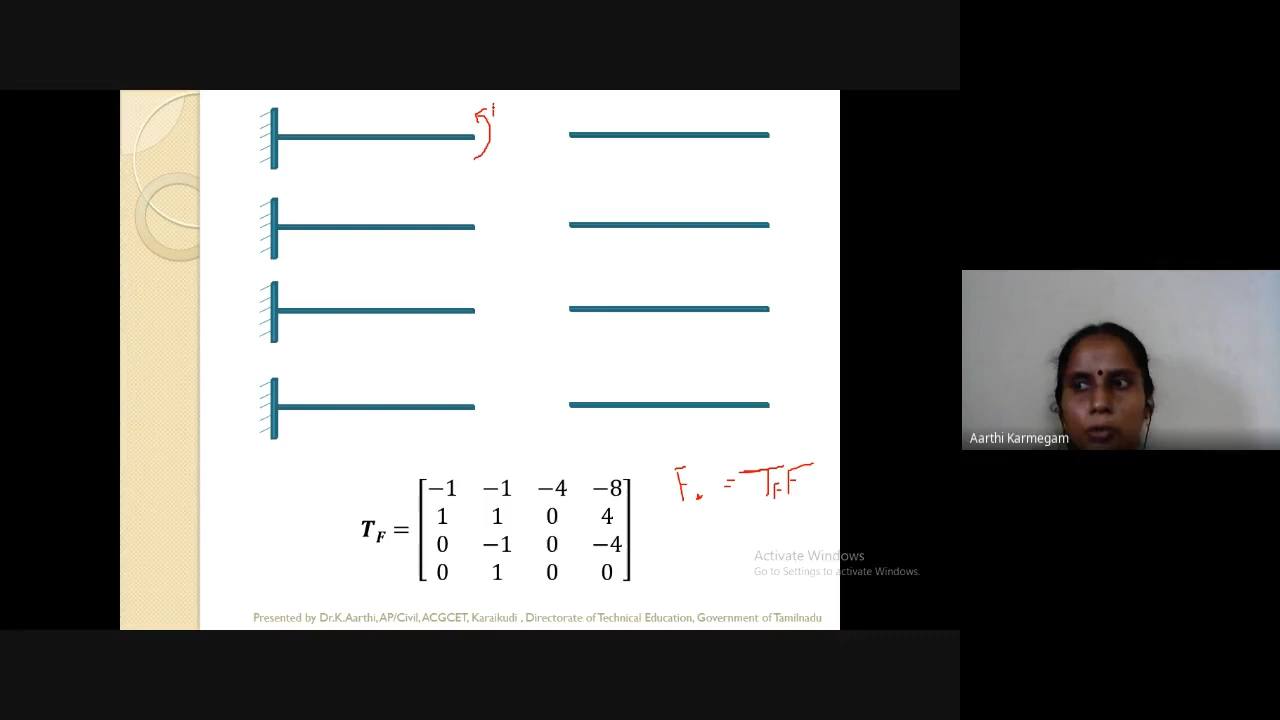 1
F. = T_F F
T_F = [ −1 −1 −4 −8
1 1 0 4
0 −1 0 −4
0 1 0 0 ]
Aarthi Karmegam
Activate Windows
Go to Settings to activate Windows.
Presented by Dr.K.Aarthi, AP/Civil, ACGCET, Karaikudi , Directorate of Technical Education, Government of Tamilnadu